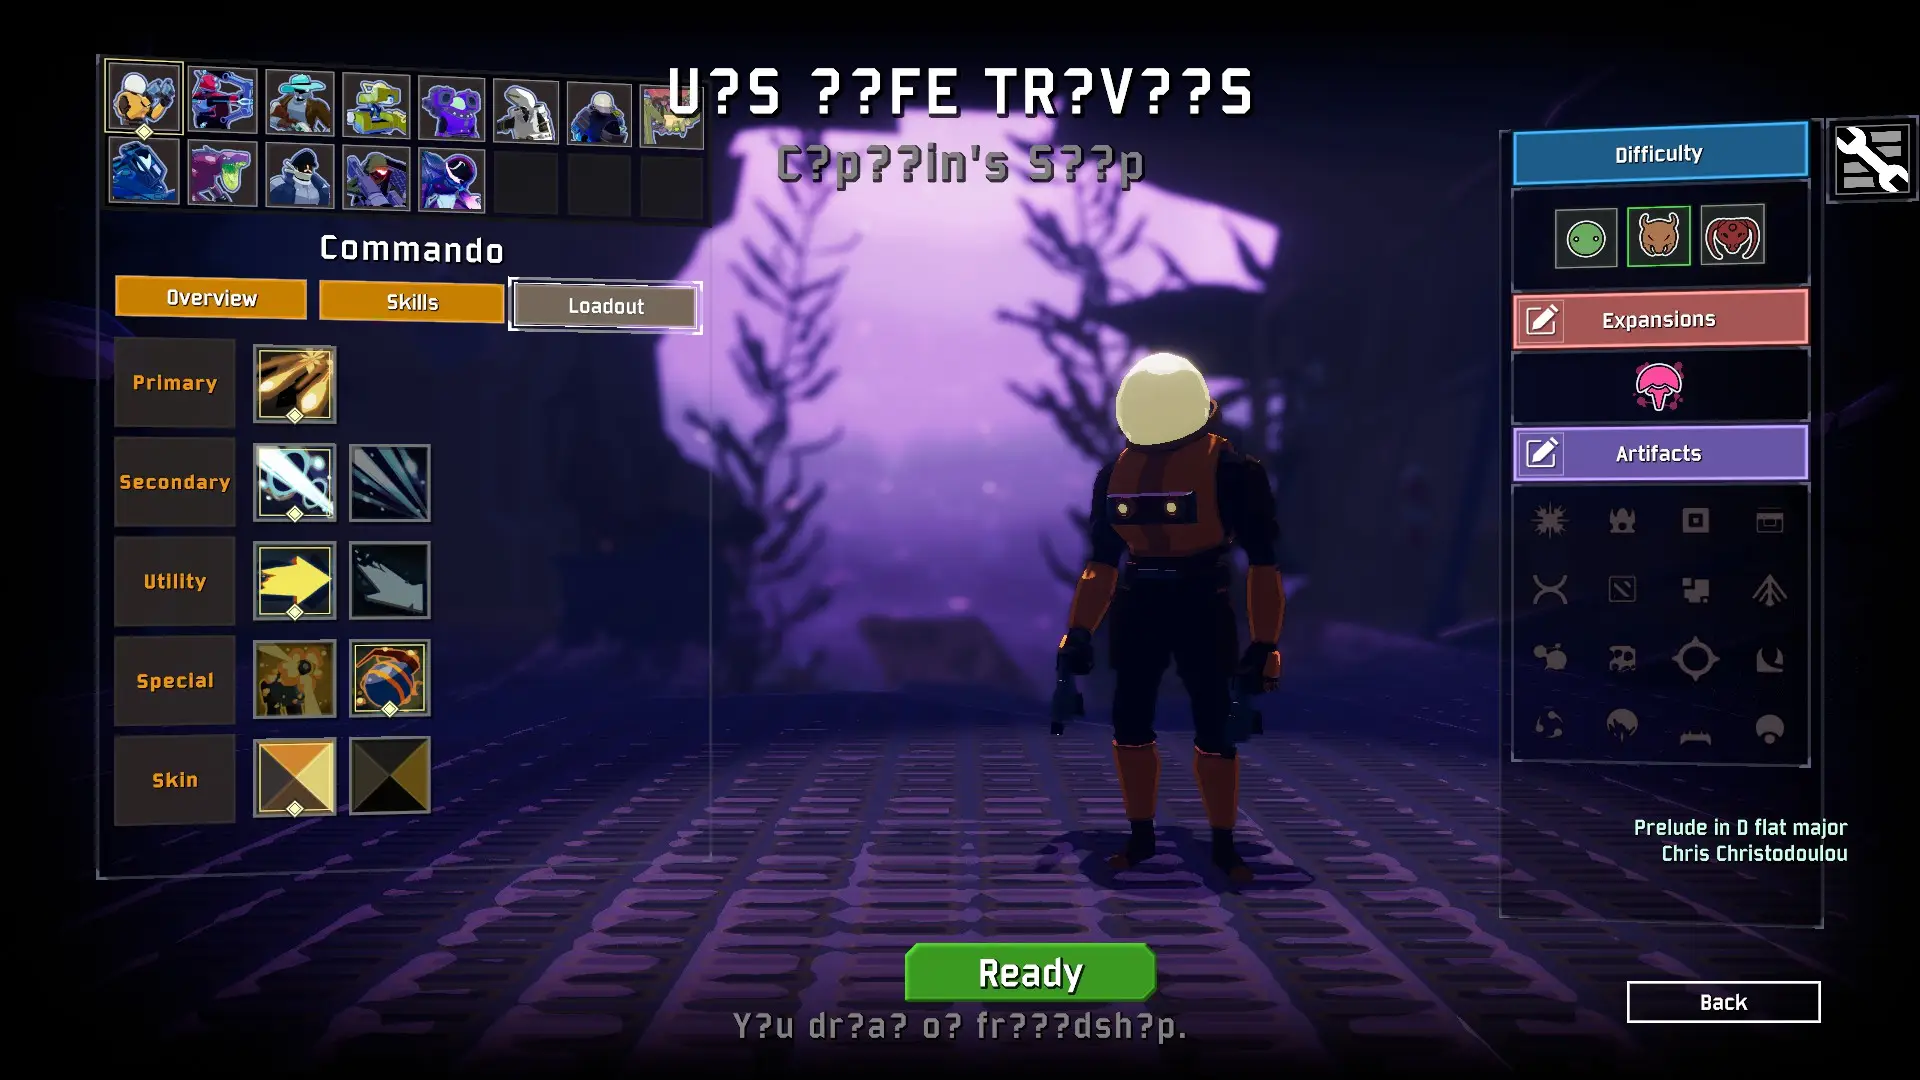 U?S ??FE TR?V??S
C?p??in's S??p
Commando
Overview
Skills
Loadout
Primary
Secondary
Utility
Special
Skin
Difficulty
Expansions
Artifacts
Prelude in D flat major
Chris Christodoulou
Ready
Y?u dr?a? o? fr???dsh?p.
Back